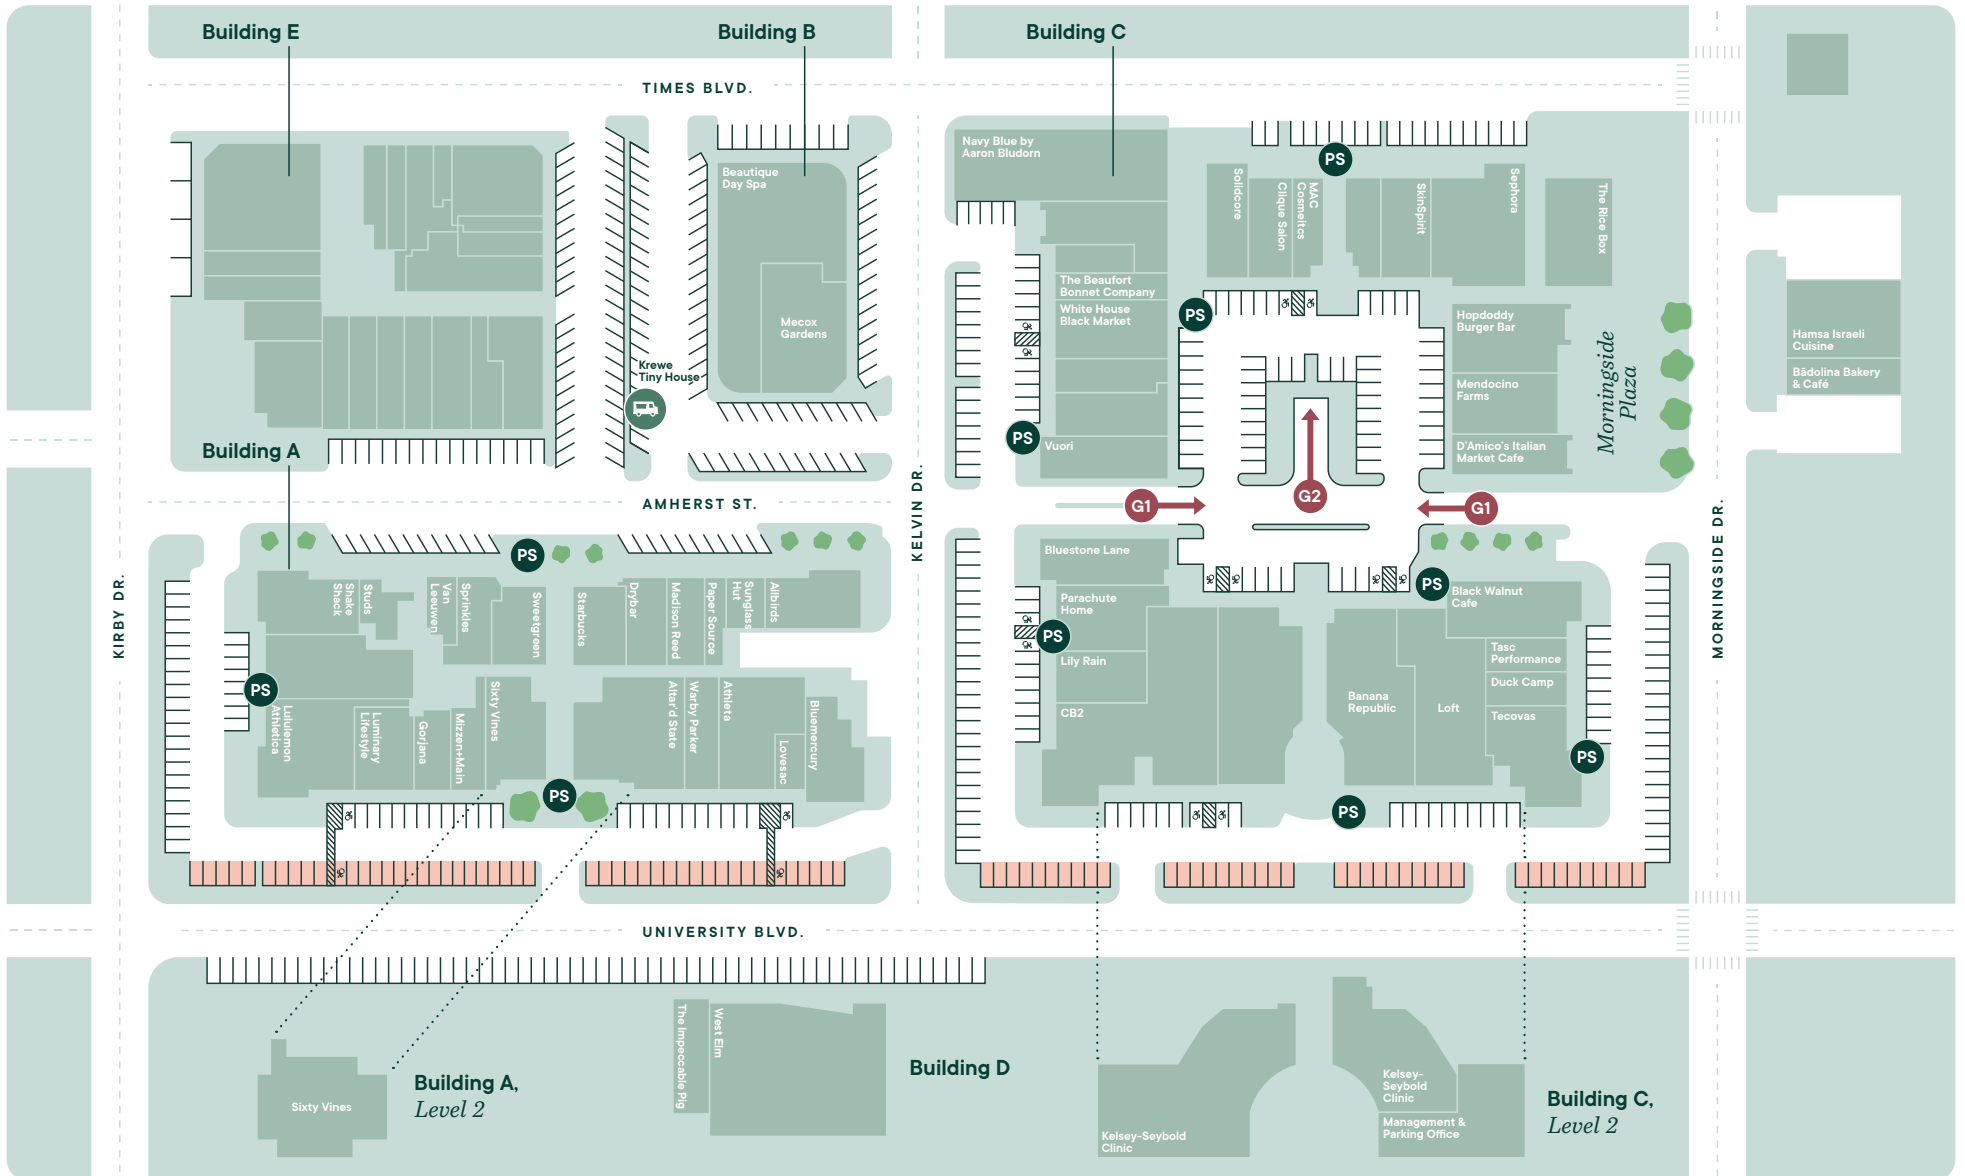 Building E
Building B
Building C
TIMES BLVD.
Navy Blue by
Aaron Bludorn
PS
Beautique
Day Spa
Solidcore
Clique Salon
MAC
Cosmeitcs
SkinSpirit
Sephora
The Rice Box
The Beaufort
Bonnet Company
White House
Black Market
PS
Hopdoddy
Burger Bar
Mecox
Gardens
Hamsa Israeli
Cuisine
Bādolina Bakery
& Café
Krewe
Tiny House
Mendocino
Farms
Morningside
Plaza
PS
Vuori
D'Amico's Italian
Market Cafe
Building A
AMHERST ST.
KELVIN DR.
G1
G2
G1
MORNINGSIDE DR.
KIRBY DR.
PS
Bluestone Lane
PS
Black Walnut
Cafe
Shake
Shack
Studs
Van
Leeuwen
Sprinkles
Sweetgreen
Starbucks
Drybar
Madison Reed
Paper Source
Sunglass
Hut
Allbirds
Parachute
Home
PS
Lily Rain
Tasc
Performance
Duck Camp
PS
Lululemon
Athletica
Luminary
Lifestyle
Gorjana
Mizzen+Main
Sixty Vines
Altar'd State
Warby Parker
Athleta
Lovesac
Bluemercury
CB2
Banana
Republic
Loft
Tecovas
PS
PS
PS
UNIVERSITY BLVD.
The Impeccable Pig
West Elm
Building D
Sixty Vines
Building A,
Level 2
Kelsey-Seybold
Clinic
Kelsey-
Seybold
Clinic
Management &
Parking Office
Building C,
Level 2